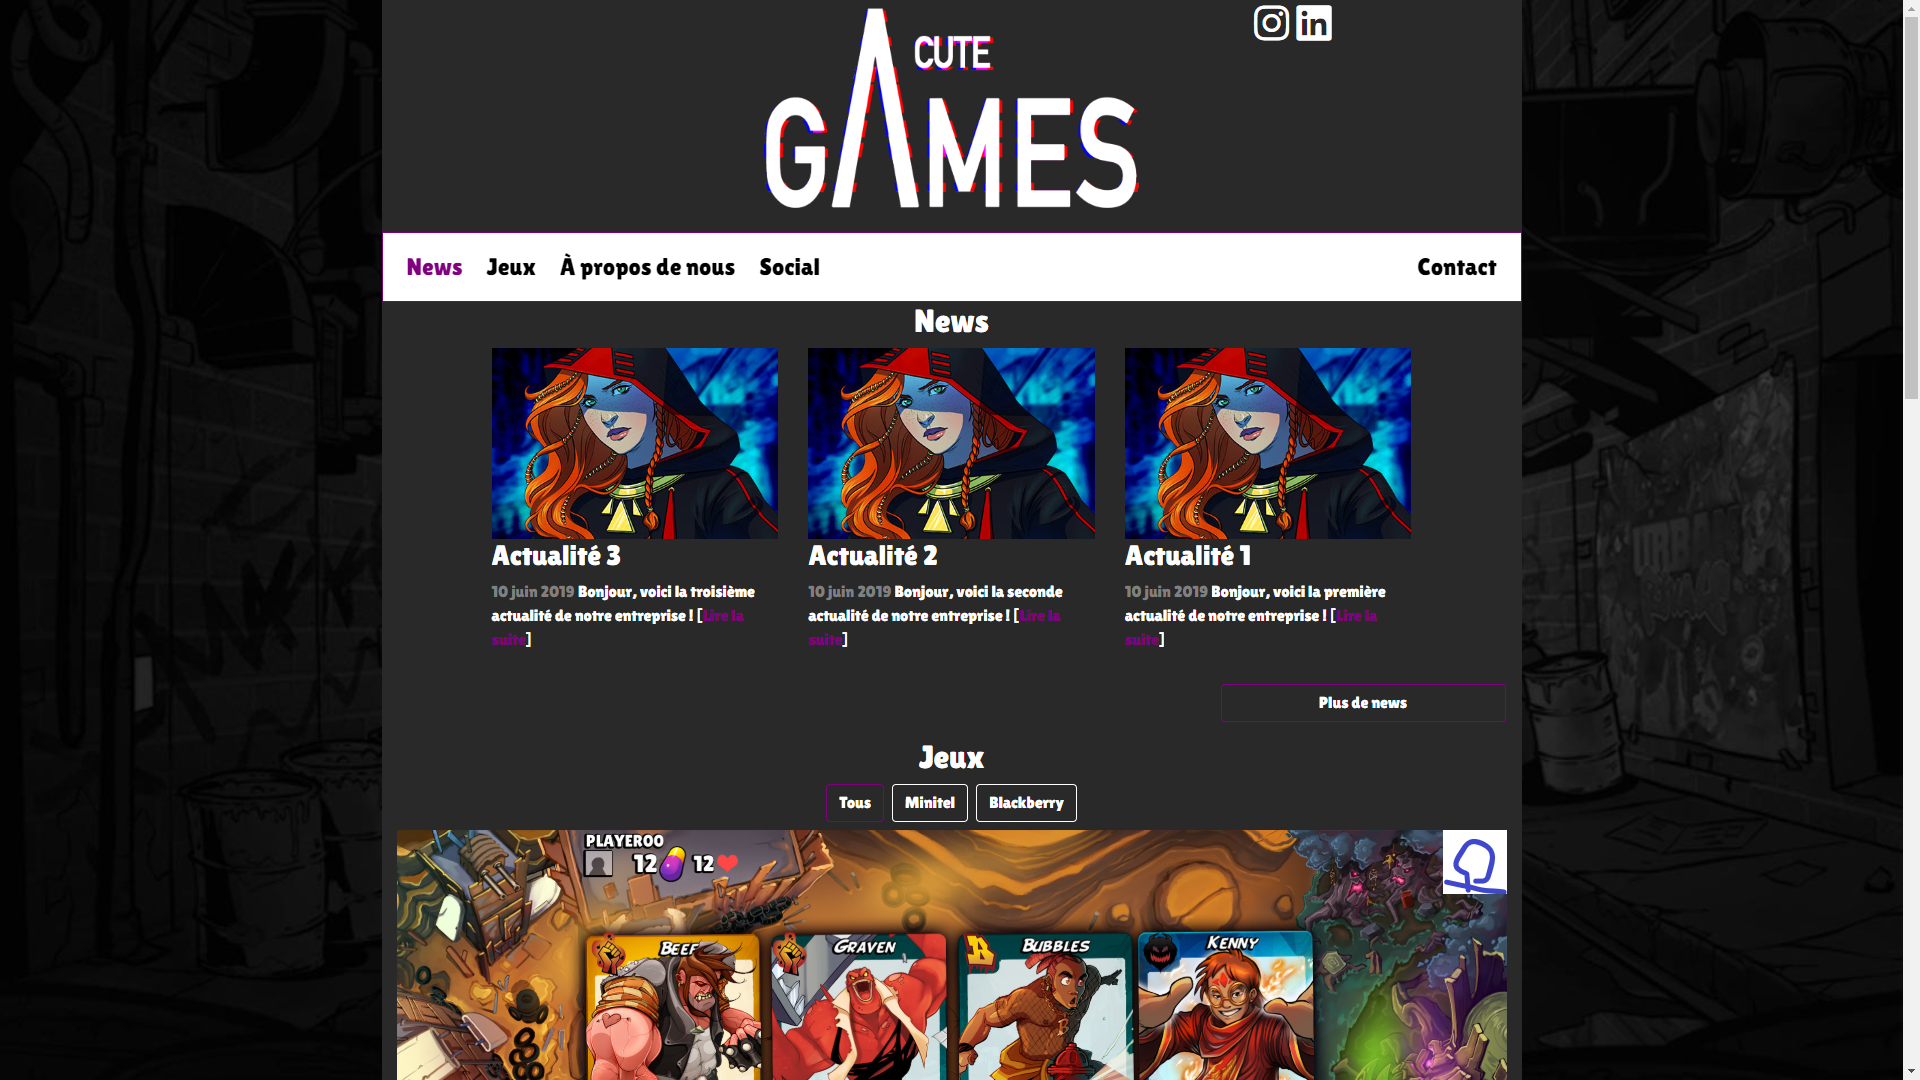 CUTE
GAMES
News Jeux À propos de nous Social Contact
News
Actualité 3
10 juin 2019 Bonjour, voici la troisième
actualité de notre entreprise ! [Lire la
suite]
Actualité 2
10 juin 2019 Bonjour, voici la seconde
actualité de notre entreprise ! [Lire la
suite]
Actualité 1
10 juin 2019 Bonjour, voici la première
actualité de notre entreprise ! [Lire la
suite]
Plus de news
Jeux
Tous Minitel Blackberry
PLAYER00
12 12
BEEF GRAVEN BUBBLES KENNY